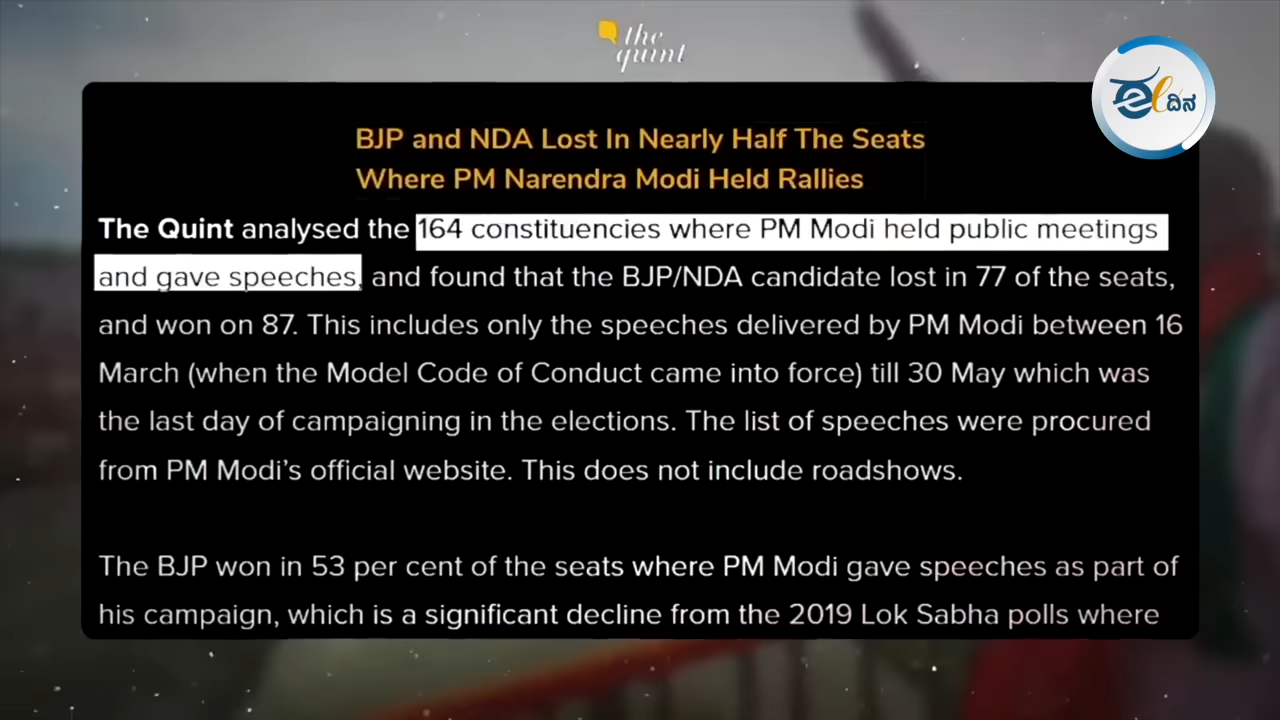 the
quint
ಈದಿನ
BJP and NDA Lost In Nearly Half The Seats
Where PM Narendra Modi Held Rallies
The Quint analysed the 164 constituencies where PM Modi held public meetings
and gave speeches, and found that the BJP/NDA candidate lost in 77 of the seats,
and won on 87. This includes only the speeches delivered by PM Modi between 16
March (when the Model Code of Conduct came into force) till 30 May which was
the last day of campaigning in the elections. The list of speeches were procured
from PM Modi’s official website. This does not include roadshows.
The BJP won in 53 per cent of the seats where PM Modi gave speeches as part of
his campaign, which is a significant decline from the 2019 Lok Sabha polls where